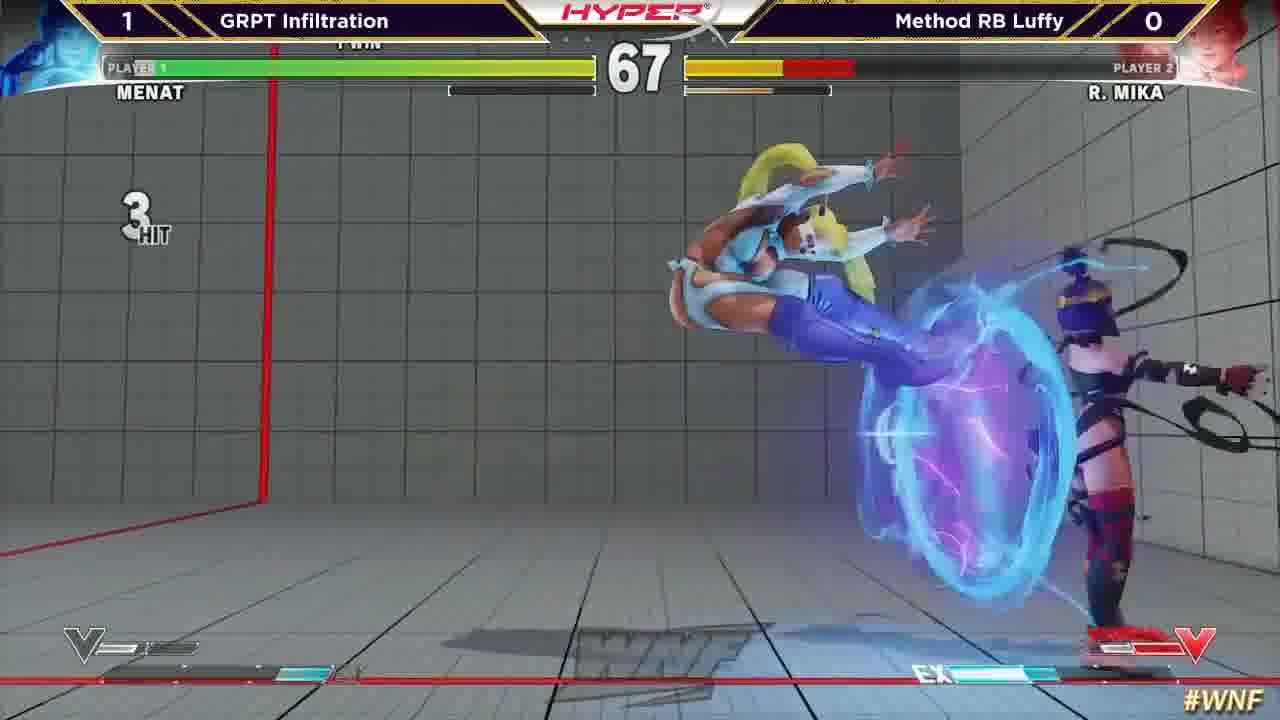 1 GRPT Infiltration HYPERX Method RB Luffy 0
1 WIN
PLAYER 1 67 PLAYER 2
MENAT R. MIKA
3 HIT
WNF
V V
EX
#WNF